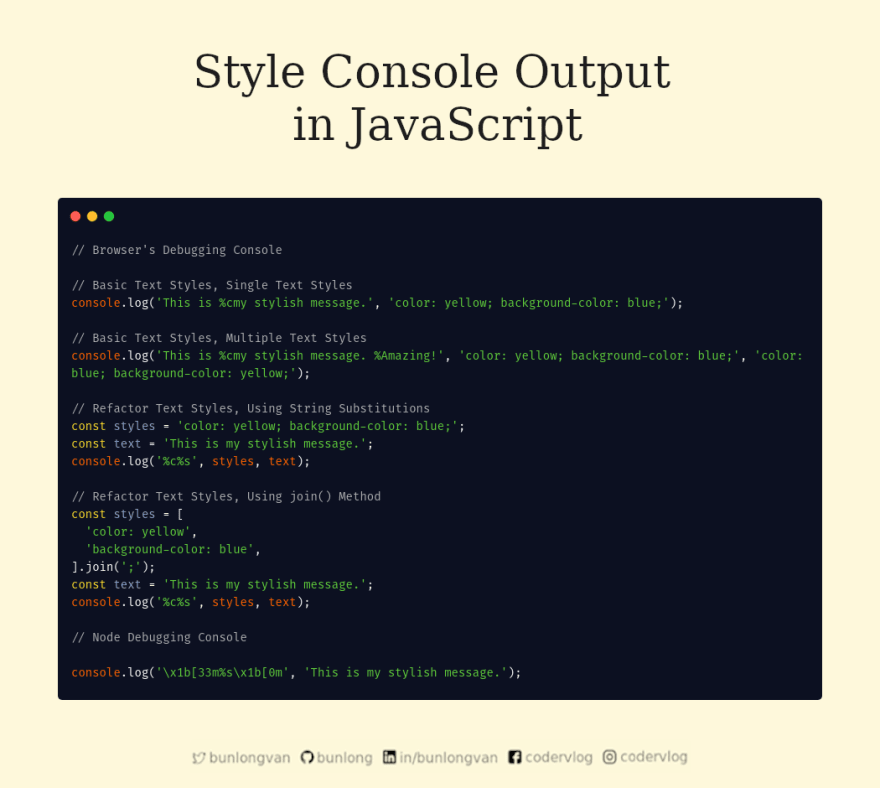 Style Console Output
in JavaScript
// Browser's Debugging Console
// Basic Text Styles, Single Text Styles
console.log('This is %cmy stylish message.', 'color: yellow; background-color: blue;');
// Basic Text Styles, Multiple Text Styles
console.log('This is %cmy stylish message. %Amazing!', 'color: yellow; background-color: blue;', 'color:
blue; background-color: yellow;');
// Refactor Text Styles, Using String Substitutions
const styles = 'color: yellow; background-color: blue;';
const text = 'This is my stylish message.';
console.log('%c%s', styles, text);
// Refactor Text Styles, Using join() Method
const styles = [
  'color: yellow',
  'background-color: blue',
].join(';');
const text = 'This is my stylish message.';
console.log('%c%s', styles, text);
// Node Debugging Console
console.log('\x1b[33m%s\x1b[0m', 'This is my stylish message.');
bunlongvan bunlong in/bunlongvan codervlog codervlog